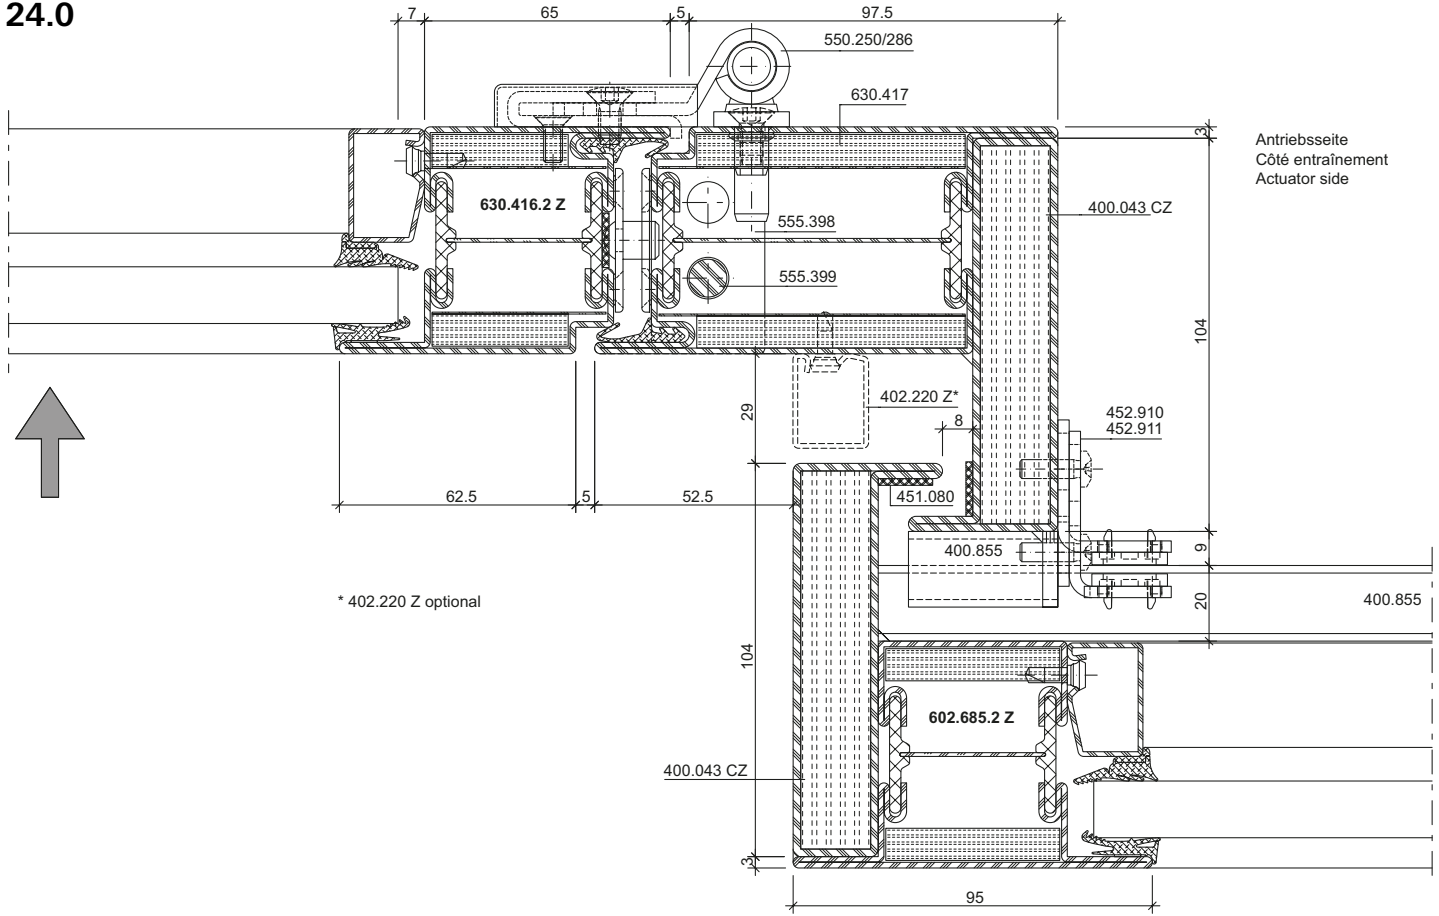 24.0
7
65
5
97.5
550.250/286
630.417
3
Antriebsseite
Côté entraînement
Actuator side
630.416.2 Z
400.043 CZ
555.398
555.399
104
402.220 Z*
29
8
452.910
452.911
62.5
5
52.5
451.080
400.855
9
* 402.220 Z optional
20
400.855
104
602.685.2 Z
400.043 CZ
3
95